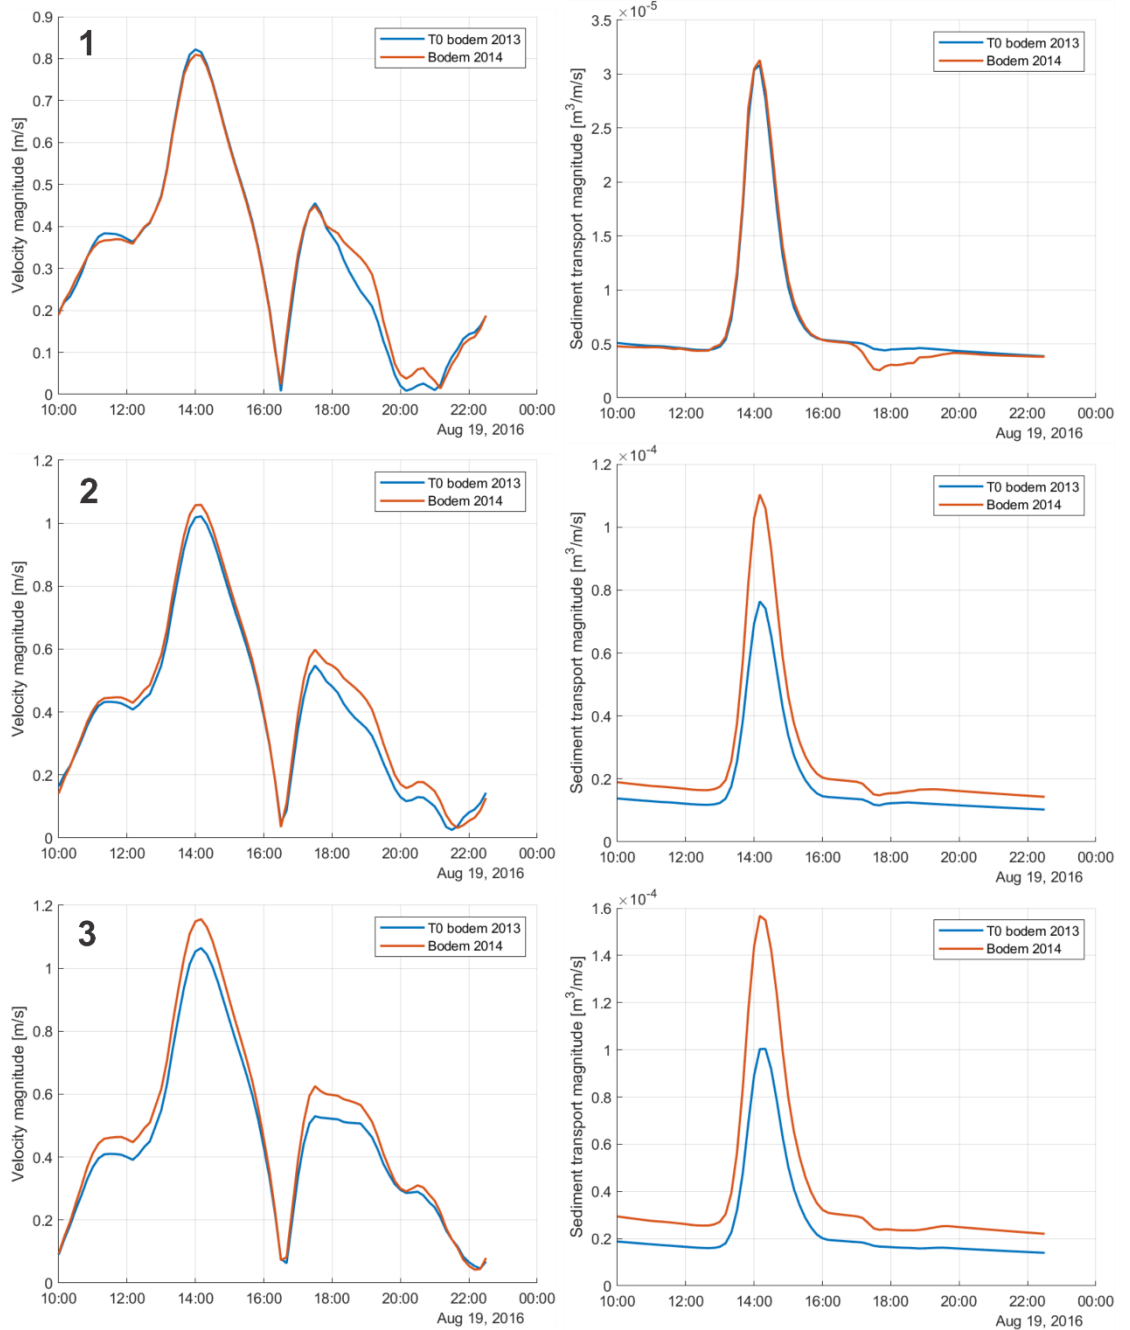 1
0.9
0.8
0.7
0.6
0.5
0.4
0.3
0.2
0.1
0
Velocity magnitude [m/s]
T0 bodem 2013
Bodem 2014
10:00 12:00 14:00 16:00 18:00 20:00 22:00 00:00
Aug 19, 2016
×10-5
3.5
3
2.5
2
1.5
1
0.5
0
Sediment transport magnitude [m3/m/s]
T0 bodem 2013
Bodem 2014
10:00 12:00 14:00 16:00 18:00 20:00 22:00 00:00
Aug 19, 2016
2
1.2
1
0.8
0.6
0.4
0.2
0
Velocity magnitude [m/s]
T0 bodem 2013
Bodem 2014
10:00 12:00 14:00 16:00 18:00 20:00 22:00 00:00
Aug 19, 2016
×10-4
1.2
1
0.8
0.6
0.4
0.2
0
Sediment transport magnitude [m3/m/s]
T0 bodem 2013
Bodem 2014
10:00 12:00 14:00 16:00 18:00 20:00 22:00 00:00
Aug 19, 2016
3
1.2
1
0.8
0.6
0.4
0.2
0
Velocity magnitude [m/s]
T0 bodem 2013
Bodem 2014
10:00 12:00 14:00 16:00 18:00 20:00 22:00 00:00
Aug 19, 2016
×10-4
1.6
1.4
1.2
1
0.8
0.6
0.4
0.2
0
Sediment transport magnitude [m3/m/s]
T0 bodem 2013
Bodem 2014
10:00 12:00 14:00 16:00 18:00 20:00 22:00 00:00
Aug 19, 2016